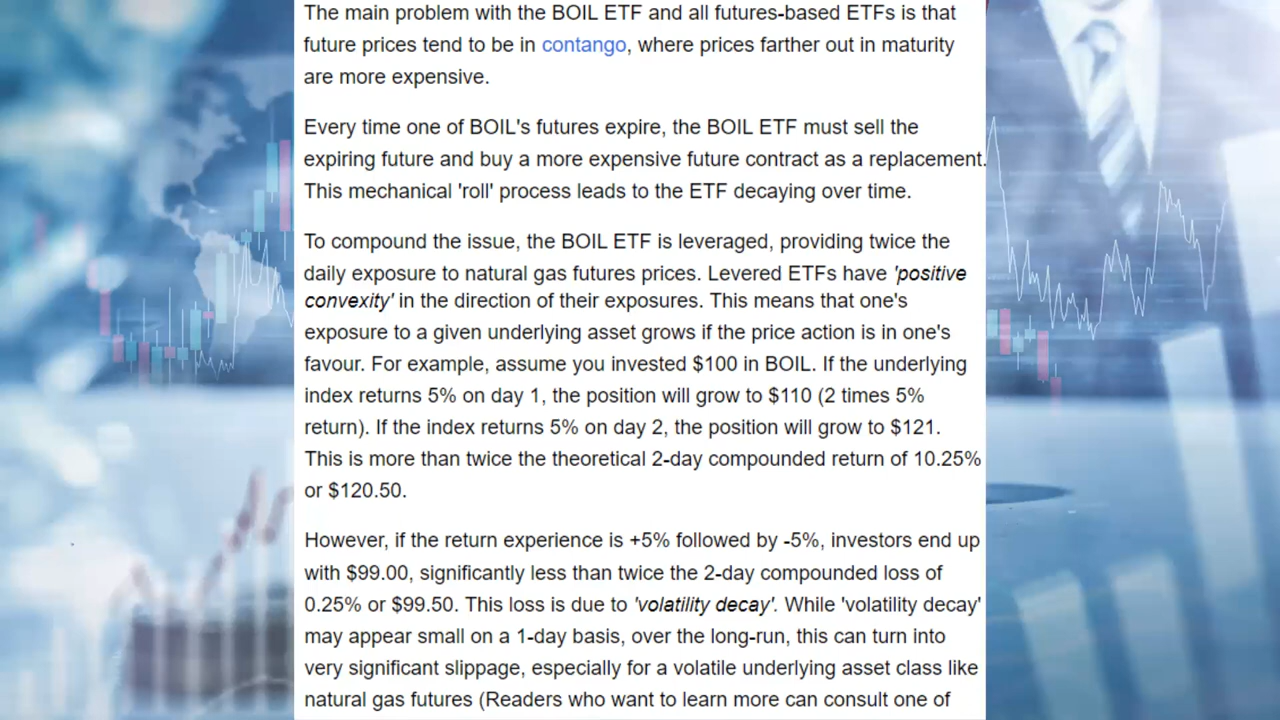 The main problem with the BOIL ETF and all futures-based ETFs is that
future prices tend to be in contango, where prices farther out in maturity
are more expensive.
Every time one of BOIL's futures expire, the BOIL ETF must sell the
expiring future and buy a more expensive future contract as a replacement.
This mechanical 'roll' process leads to the ETF decaying over time.
To compound the issue, the BOIL ETF is leveraged, providing twice the
daily exposure to natural gas futures prices. Levered ETFs have 'positive
convexity' in the direction of their exposures. This means that one's
exposure to a given underlying asset grows if the price action is in one's
favour. For example, assume you invested $100 in BOIL. If the underlying
index returns 5% on day 1, the position will grow to $110 (2 times 5%
return). If the index returns 5% on day 2, the position will grow to $121.
This is more than twice the theoretical 2-day compounded return of 10.25%
or $120.50.
However, if the return experience is +5% followed by -5%, investors end up
with $99.00, significantly less than twice the 2-day compounded loss of
0.25% or $99.50. This loss is due to 'volatility decay'. While 'volatility decay'
may appear small on a 1-day basis, over the long-run, this can turn into
very significant slippage, especially for a volatile underlying asset class like
natural gas futures (Readers who want to learn more can consult one of